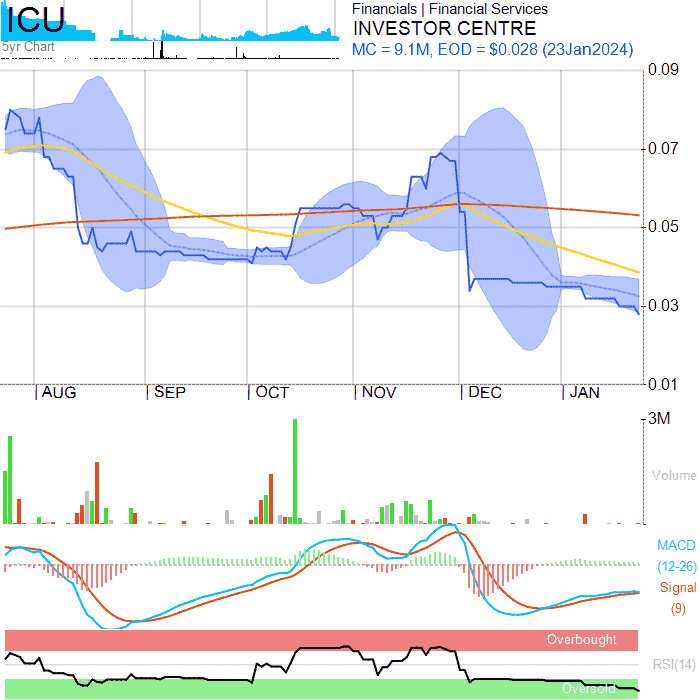 ICU
5yr Chart
Financials | Financial Services
INVESTOR CENTRE
MC = 9.1M, EOD = $0.028 (23Jan2024)
0.09
0.07
0.05
0.03
0.01
| AUG | SEP | OCT | NOV | DEC | JAN
3M
Volume
MACD
(12-26)
Signal
(9)
Overbought
RSI(14)
Oversold